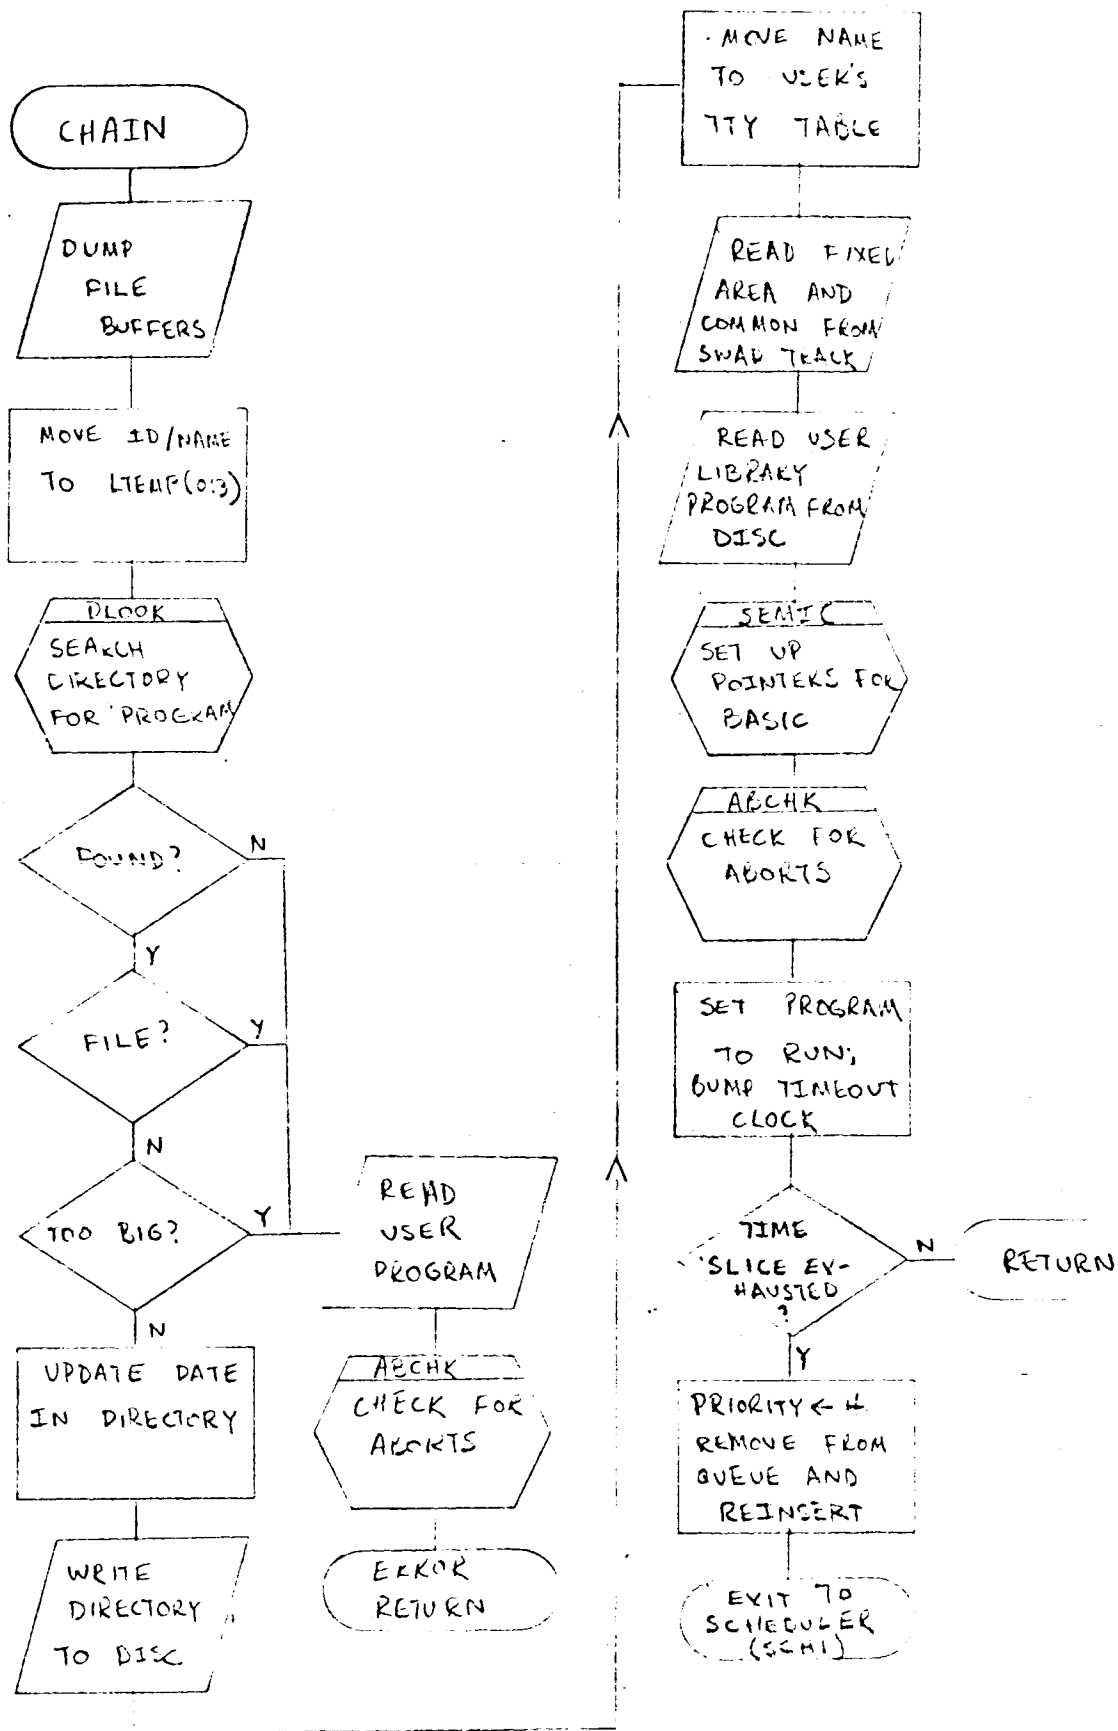 CHAIN
DUMP
FILE
BUFFERS
MOVE ID/NAME
TO LTEMP(0:3)
DLOOK
SEARCH
DIRECTORY
FOR PROGRAM
FOUND?
N
Y
FILE?
Y
N
TOO BIG?
Y
N
UPDATE DATE
IN DIRECTORY
WRITE
DIRECTORY
TO DISC
READ
USER
PROGRAM
ABCHK
CHECK FOR
ABORTS
ERROR
RETURN
MOVE NAME
TO USER'S
TTY TABLE
READ FIXED
AREA AND
COMMON FROM
SWAP TRACK
READ USER
LIBRARY
PROGRAM FROM
DISC
SEMIC
SET UP
POINTERS FOR
BASIC
ABCHK
CHECK FOR
ABORTS
SET PROGRAM
TO RUN;
BUMP TIMEOUT
CLOCK
TIME
SLICE EX-
HAUSTED
?
N
RETURN
Y
PRIORITY ←
REMOVE FROM
QUEUE AND
REINSERT
EXIT TO
SCHEDULER